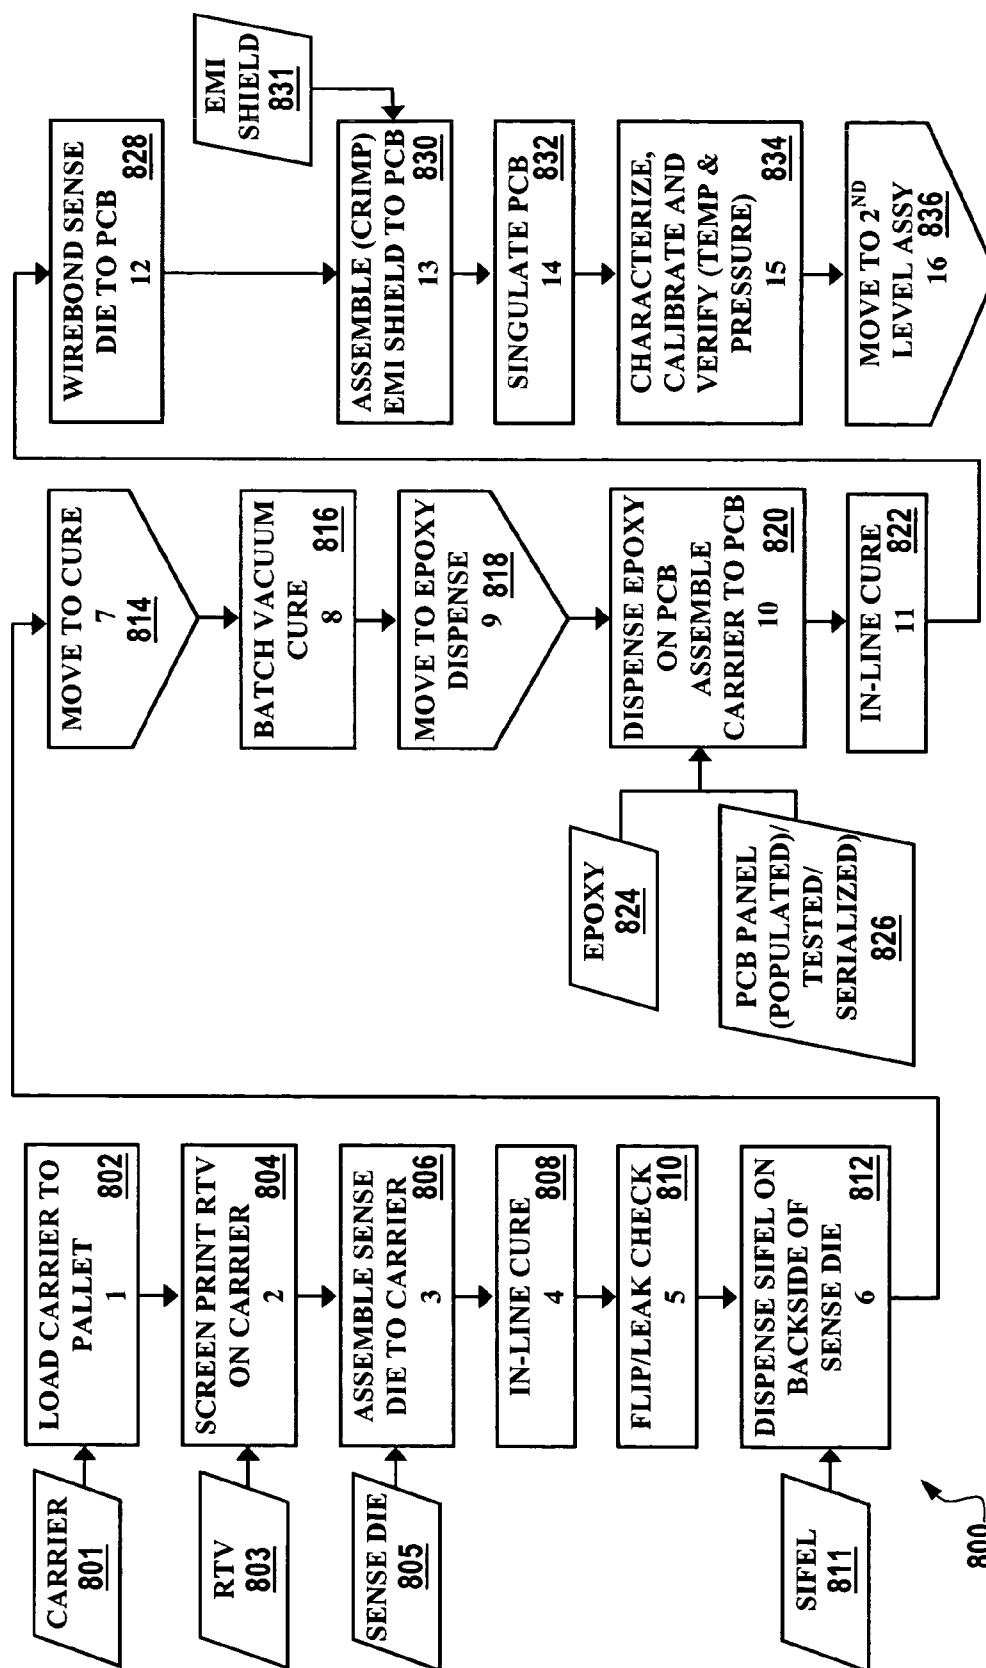 CARRIER
801
LOAD CARRIER TO
PALLET
1
802
RTV
803
SCREEN PRINT RTV
ON CARRIER
2
804
SENSE DIE
805
ASSEMBLE SENSE
DIE TO CARRIER
3
806
IN-LINE CURE
4
808
FLIP/LEAK CHECK
5
810
SIFEL
811
DISPENSE SIFEL ON
BACKSIDE OF
SENSE DIE
6
812
800
MOVE TO CURE
7
814
BATCH VACUUM
CURE
8
816
MOVE TO EPOXY
DISPENSE
9
818
EPOXY
824
PCB PANEL
(POPULATED)/
TESTED/
SERIALIZED)
826
DISPENSE EPOXY
ON PCB
ASSEMBLE
CARRIER TO PCB
10
820
IN-LINE CURE
11
822
WIREBOND SENSE
DIE TO PCB
12
828
EMI
SHIELD
831
ASSEMBLE (CRIMP)
EMI SHIELD TO PCB
13
830
SINGULATE PCB
14
832
CHARACTERIZE,
CALIBRATE AND
VERIFY (TEMP &
PRESSURE)
15
834
MOVE TO 2ND
LEVEL ASSY
16
836